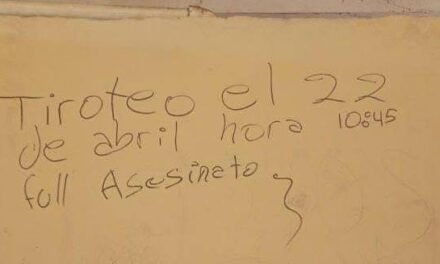 Tiroteo el 22
de abril hora 10:45
full Asesinato